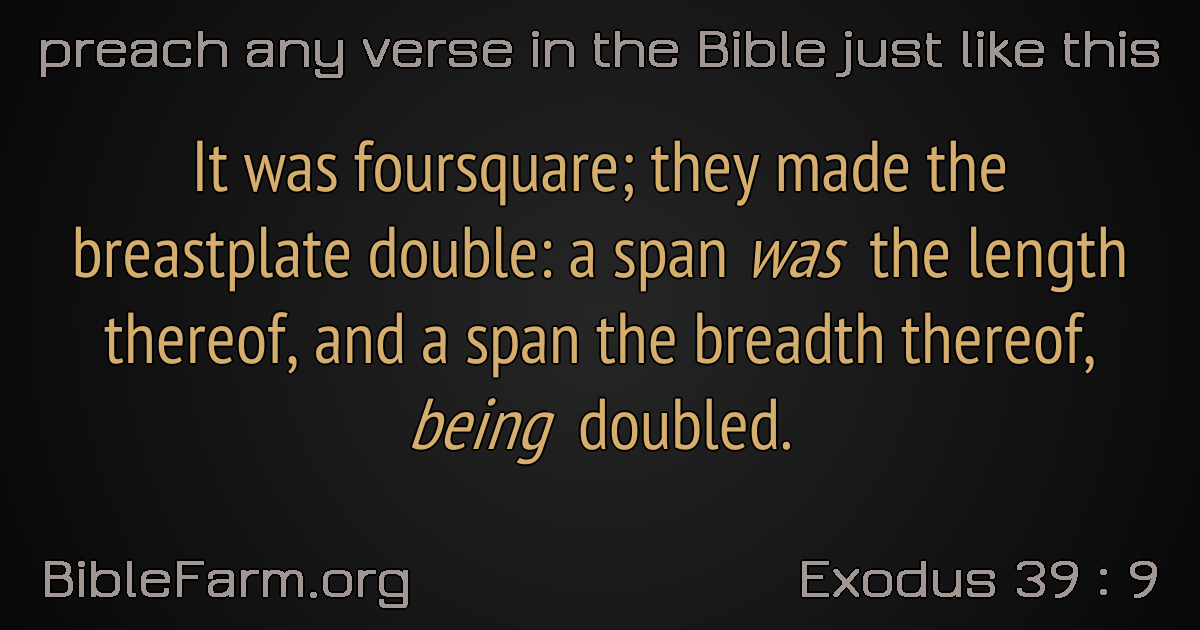 preach any verse in the Bible just like this
It was foursquare; they made the
breastplate double: a span was the length
thereof, and a span the breadth thereof,
being doubled.
BibleFarm.org
Exodus 39 : 9